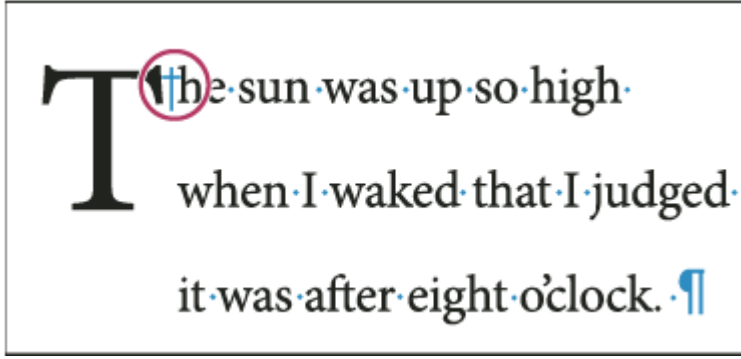 The sun was up so high
when I waked that I judged
it was after eight o’clock. ¶